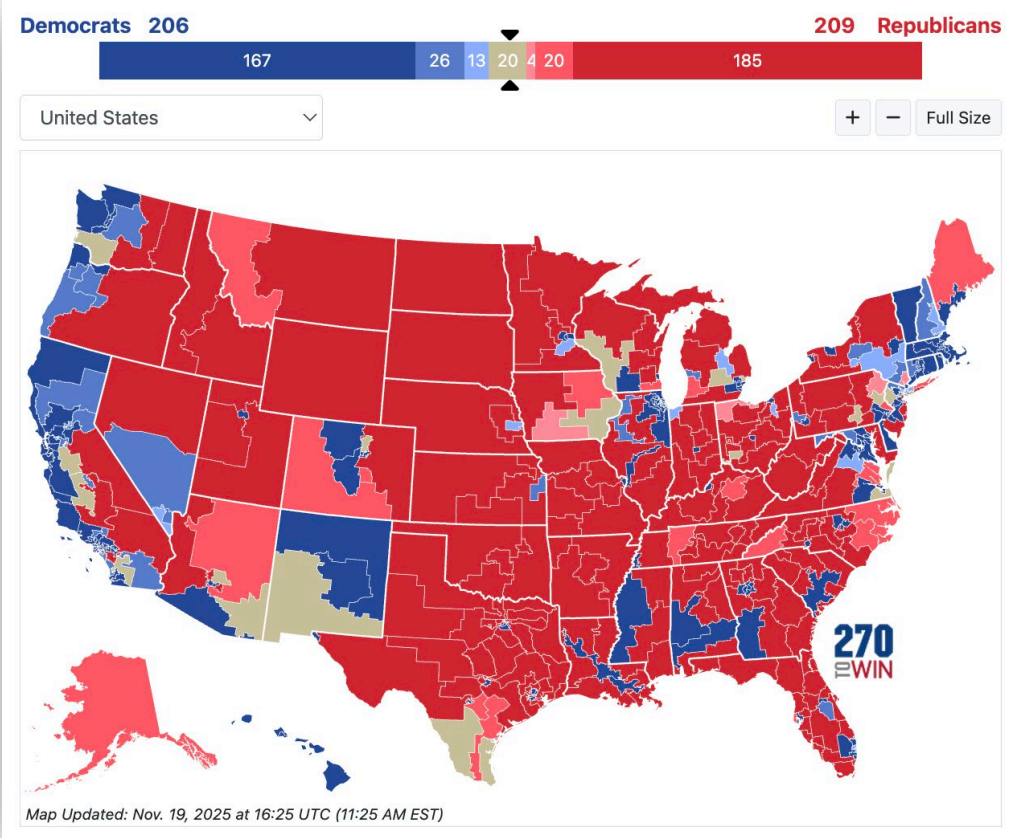 Democrats 206
209 Republicans
167 26 13 20 4 20 185
United States
+ − Full Size
270
TO WIN
Map Updated: Nov. 19, 2025 at 16:25 UTC (11:25 AM EST)